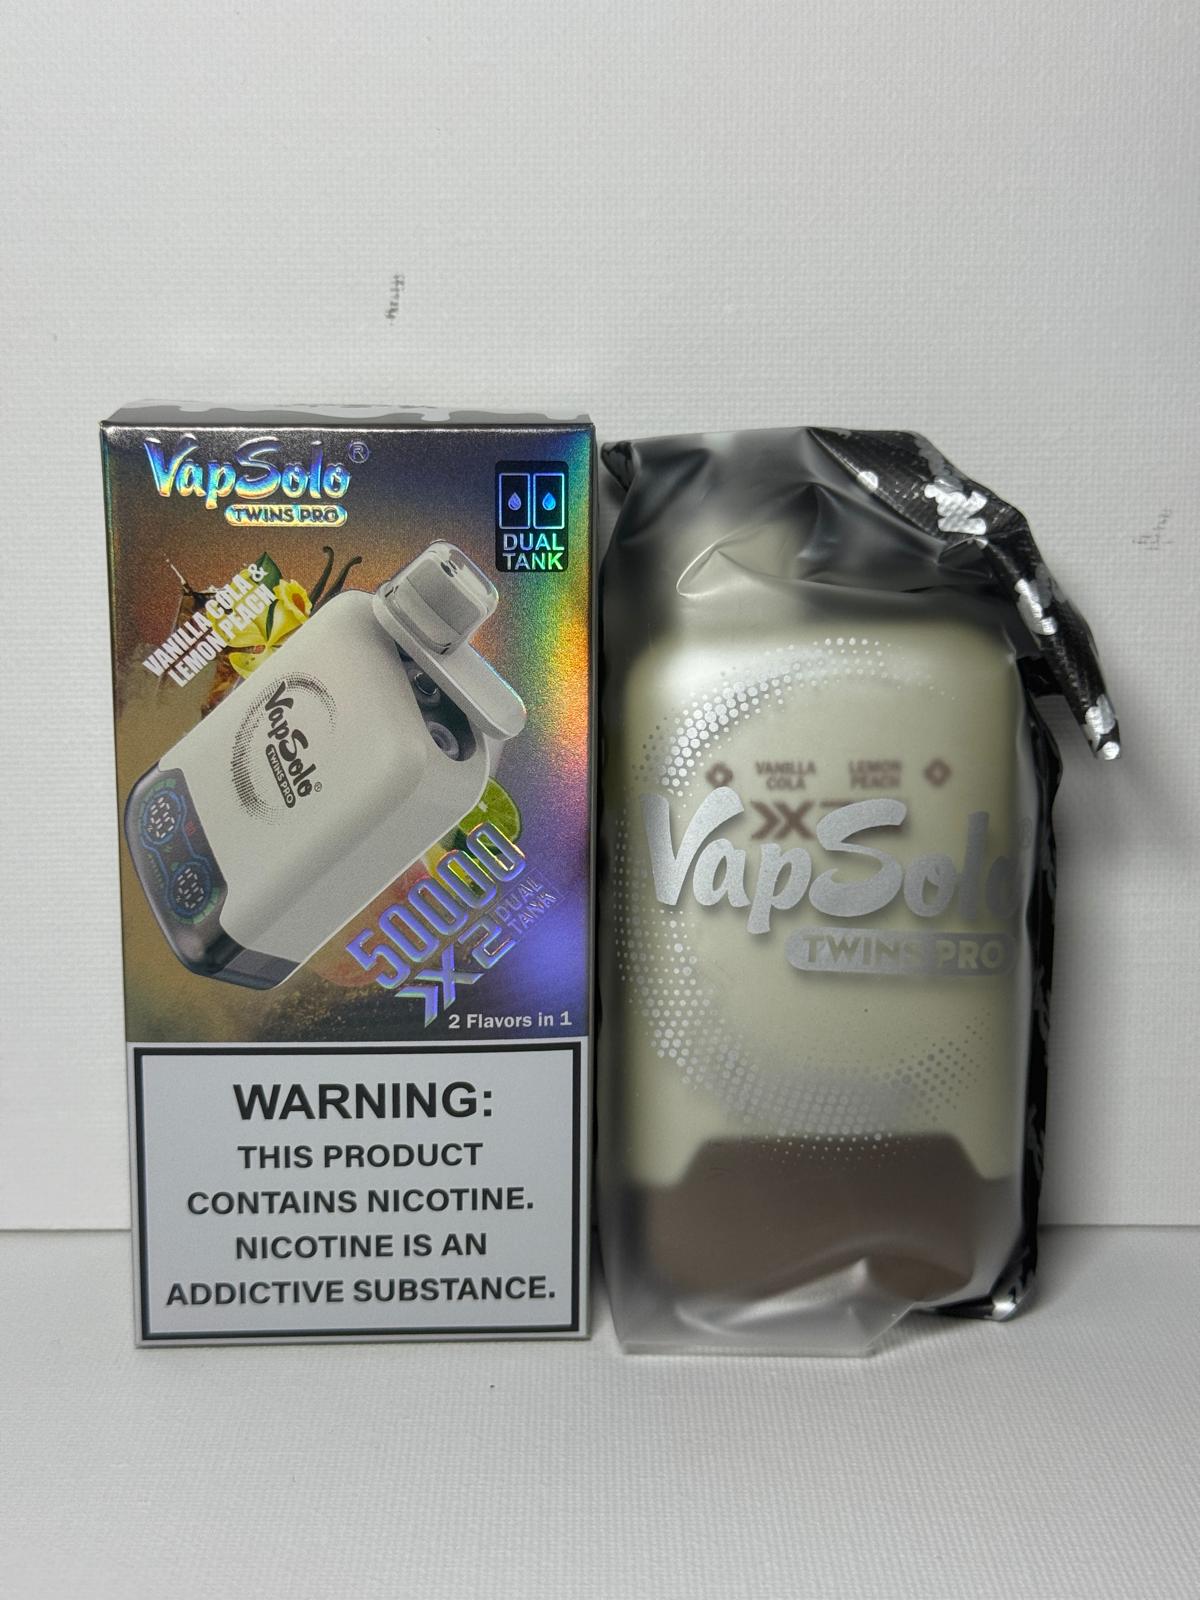 VapSolo®
TWINS PRO
DUAL
TANK
VANILLA COLA &
LEMON PEACH
VapSolo®
TWINS PRO
50000
X2 DUAL
TANK
2 Flavors in 1
WARNING:
THIS PRODUCT
CONTAINS NICOTINE.
NICOTINE IS AN
ADDICTIVE SUBSTANCE.
VANILLA
COLA
LEMON
PEACH
VapSolo
TWINS PRO